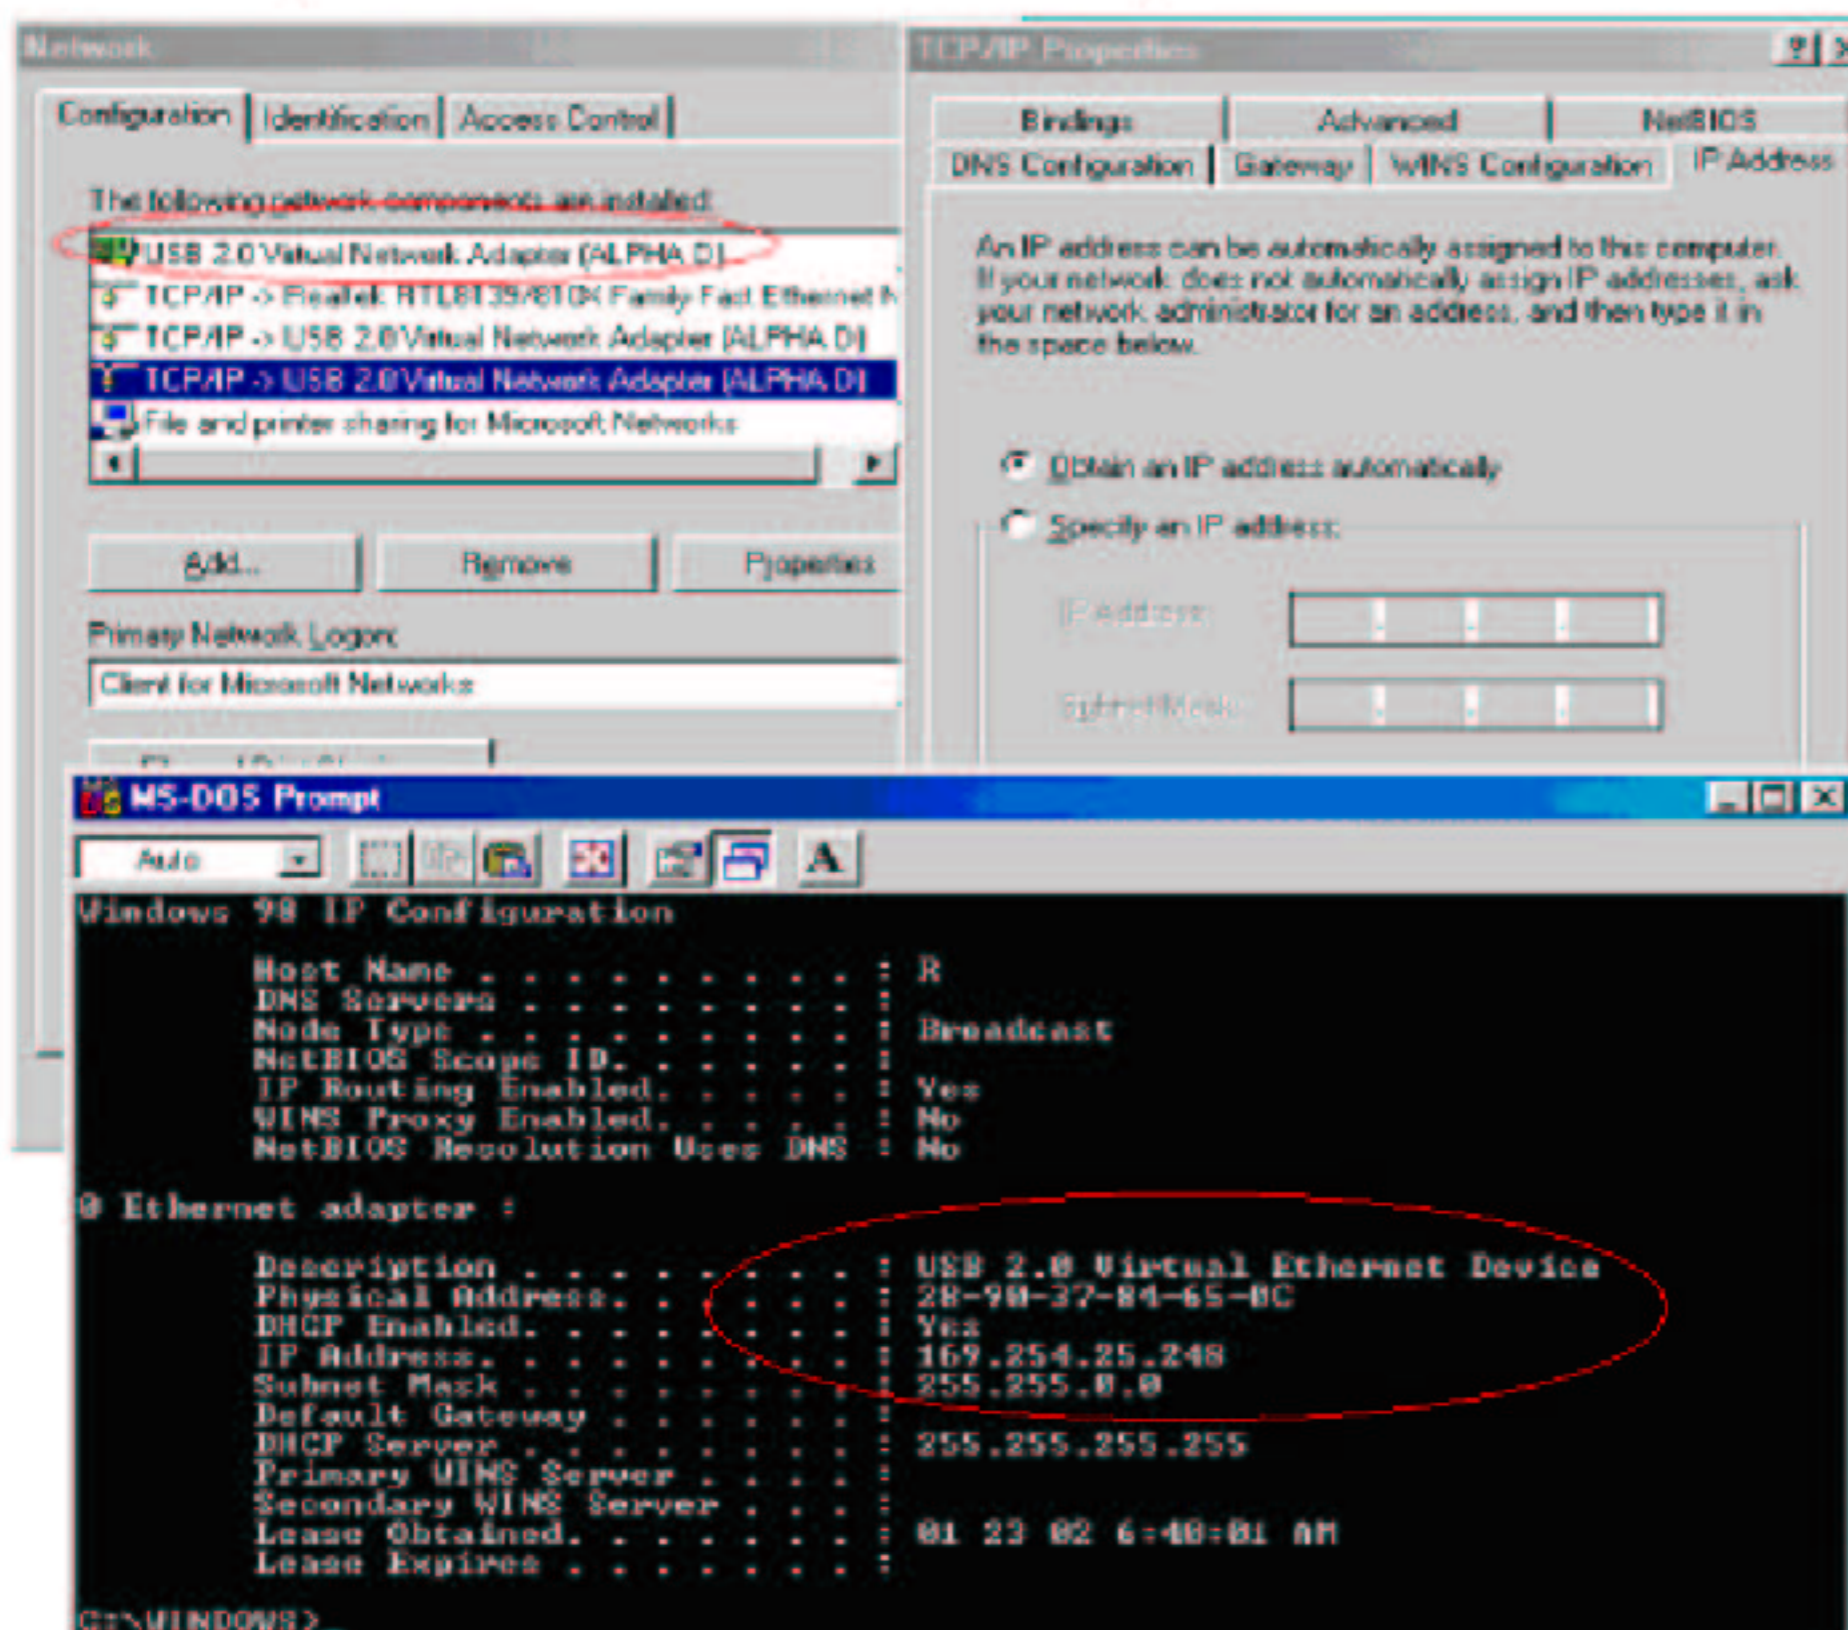 Network
Configuration Identification Access Control
The following network components are installed:
USB 2.0 Virtual Network Adapter (ALPHA D)
TCP/IP -> Realtek RTL8139/810X Family Fast Ethernet N
TCP/IP -> USB 2.0 Virtual Network Adapter (ALPHA D)
TCP/IP -> USB 2.0 Virtual Network Adapter (ALPHA D)
File and printer sharing for Microsoft Networks
Add... Remove Properties
Primary Network Logon:
Client for Microsoft Networks
TCP/IP Properties
Bindings Advanced NetBIOS
DNS Configuration Gateway WINS Configuration IP Address
An IP address can be automatically assigned to this computer.
If your network does not automatically assign IP addresses, ask
your network administrator for an address, and then type it in
the space below.
Obtain an IP address automatically
Specify an IP address:
IP Address:
Subnet Mask:
MS-DOS Prompt
Auto A
Windows 98 IP Configuration
Host Name . . . . . . . . . : R
DNS Servers . . . . . . . . :
Node Type . . . . . . . . . : Broadcast
NetBIOS Scope ID. . . . . . :
IP Routing Enabled. . . . . : Yes
WINS Proxy Enabled. . . . . : No
NetBIOS Resolution Uses DNS : No
0 Ethernet adapter :
Description . . . . . . . . : USB 2.0 Virtual Ethernet Device
Physical Address. . . . . . : 28-90-37-84-65-0C
DHCP Enabled. . . . . . . . : Yes
IP Address. . . . . . . . . : 169.254.25.248
Subnet Mask . . . . . . . . : 255.255.0.0
Default Gateway . . . . . . :
DHCP Server . . . . . . . . : 255.255.255.255
Primary WINS Server . . . . :
Secondary WINS Server . . . :
Lease Obtained. . . . . . . : 01 23 02 6:40:01 AM
Lease Expires . . . . . . . :
C:\WINDOWS>_